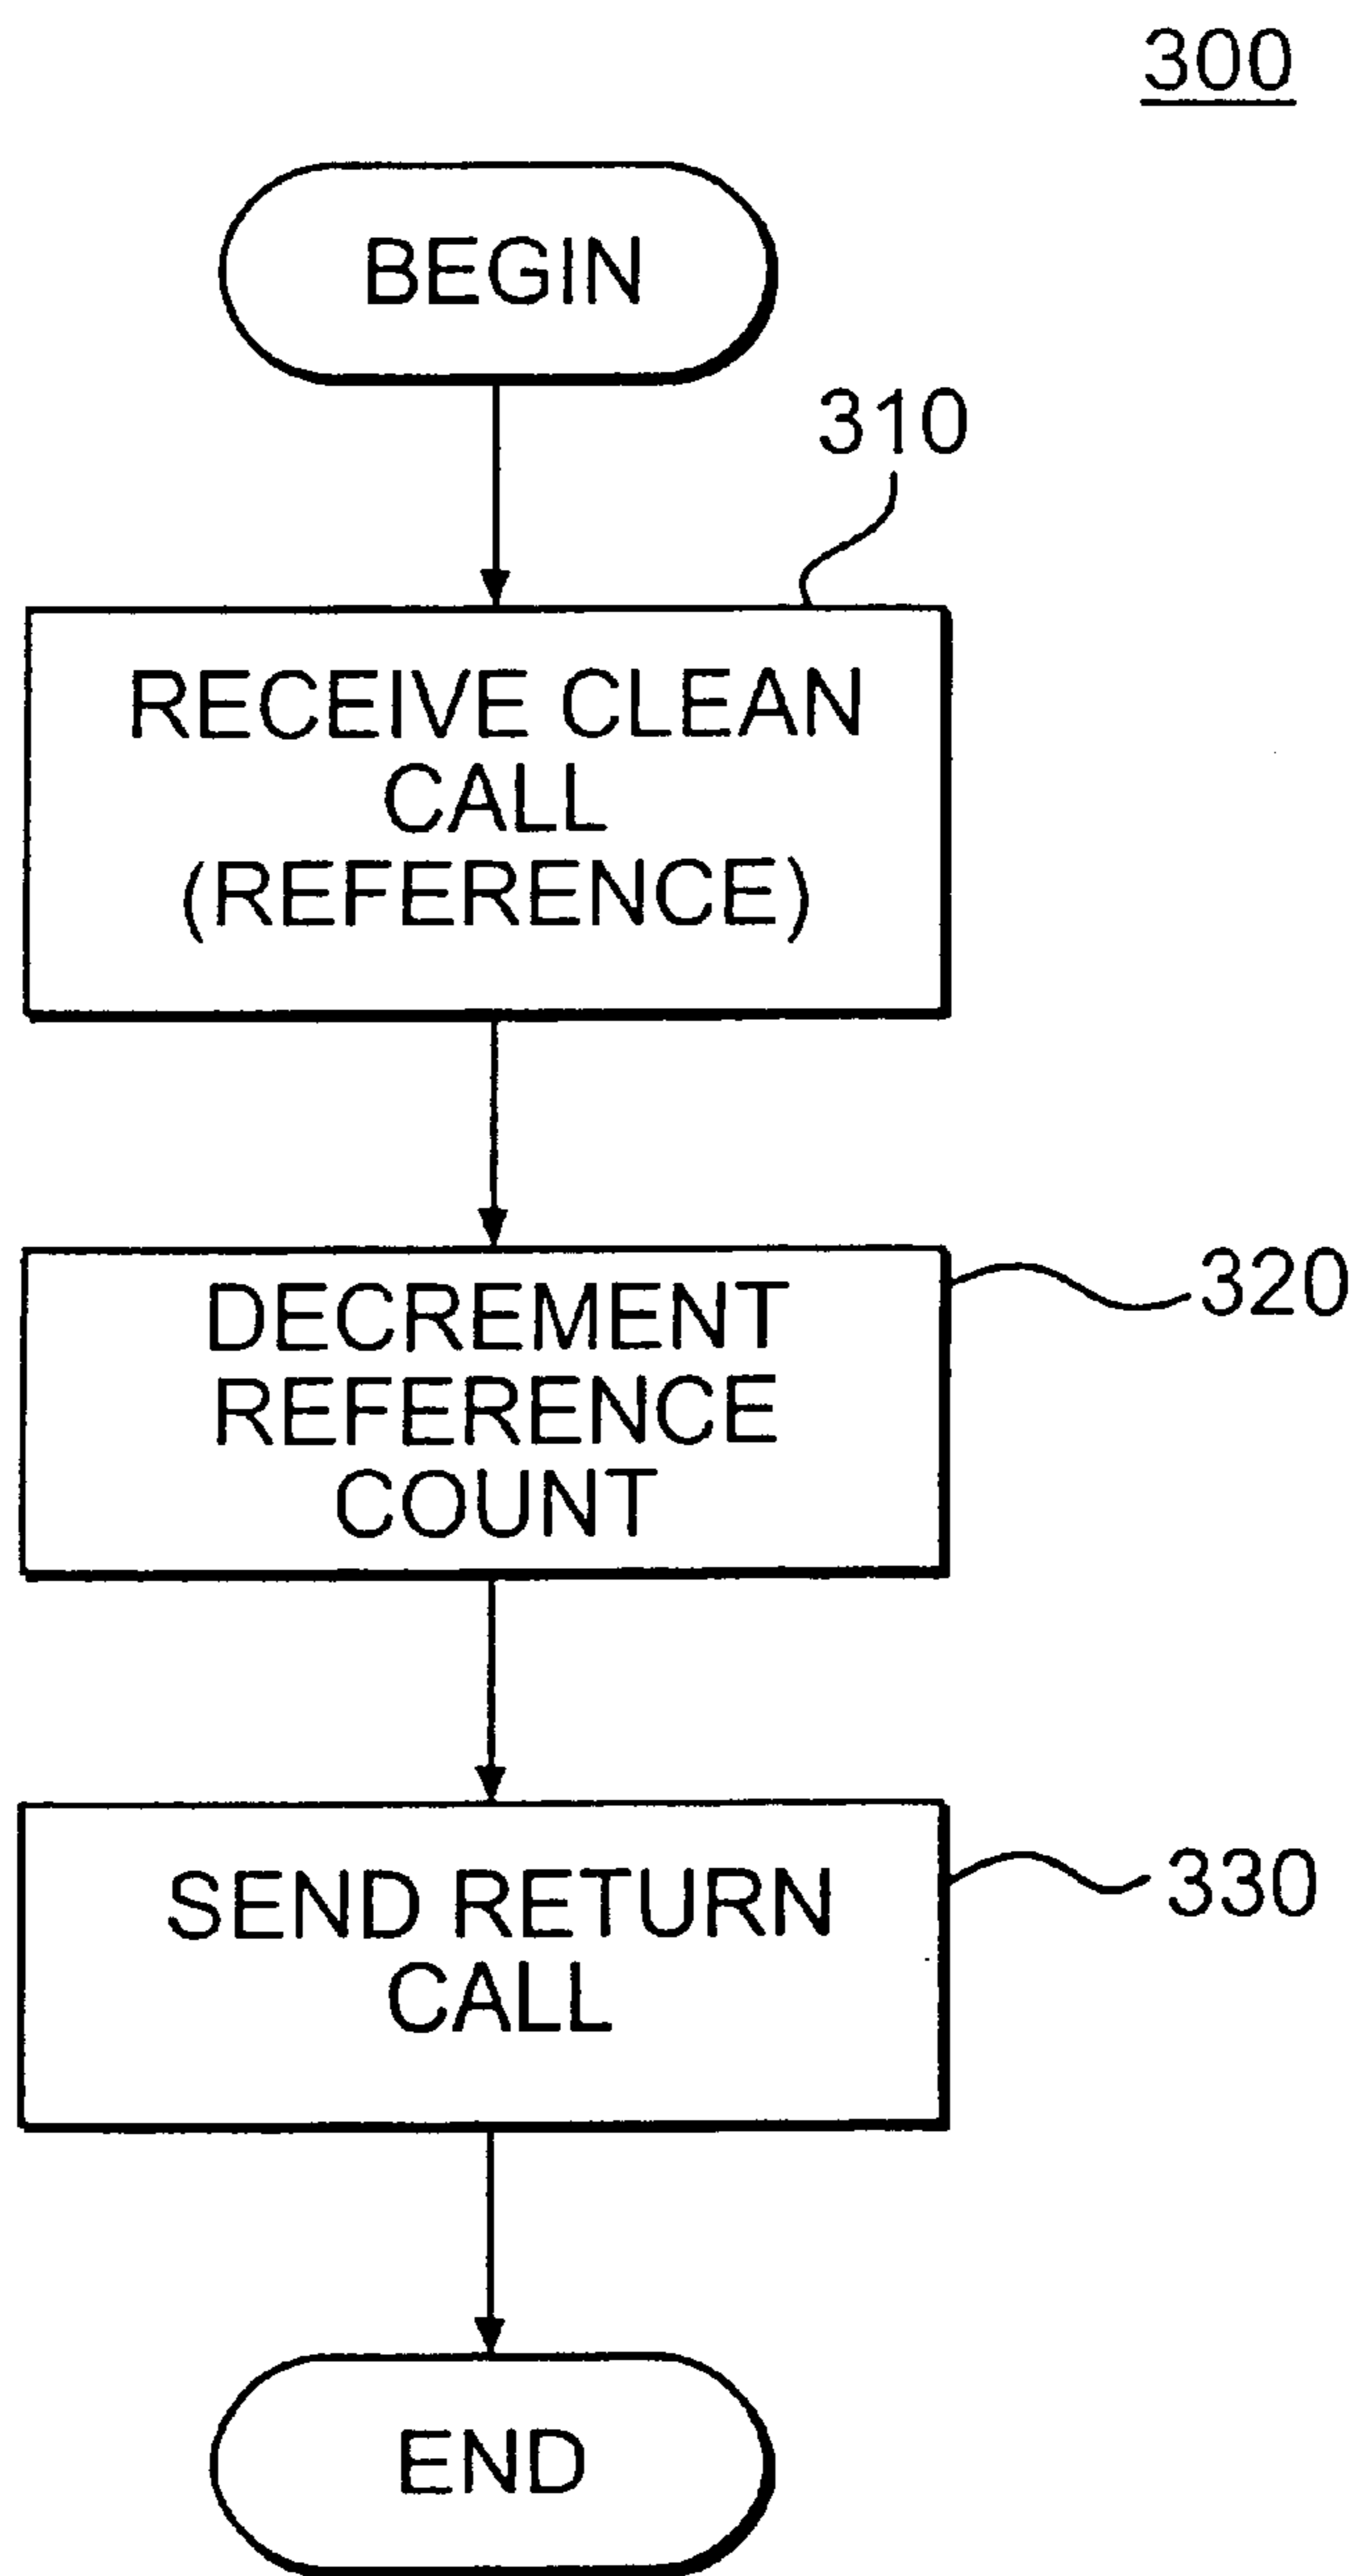 300
BEGIN
310
RECEIVE CLEAN
CALL
(REFERENCE)
DECREMENT
REFERENCE
COUNT
320
SEND RETURN
CALL
330
END